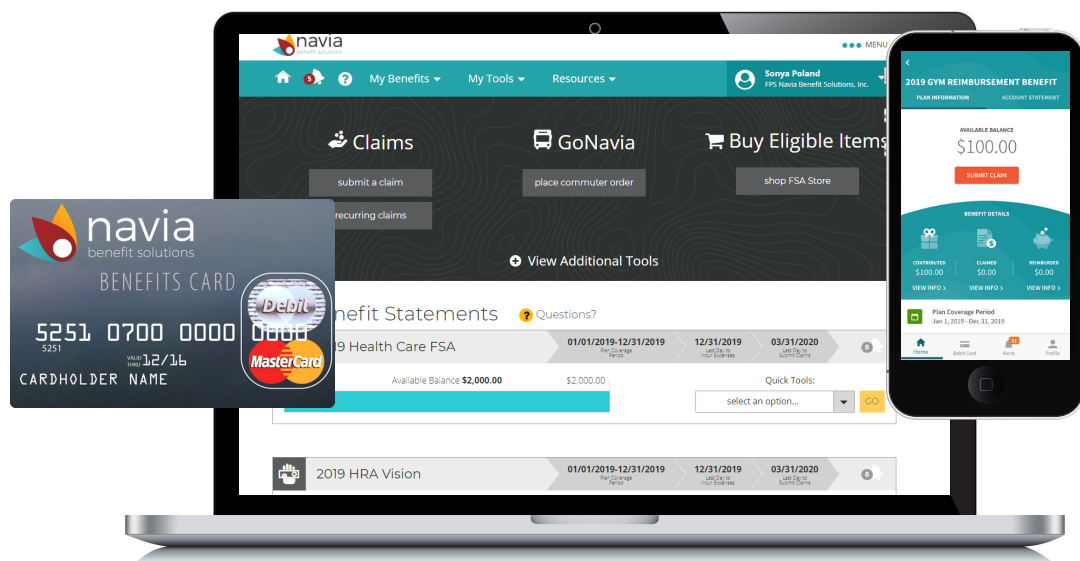 navia
benefit solutions
MENU
5
?
My Benefits
My Tools
Resources
Sonya Poland
FPS Navia Benefit Solutions, Inc.
Claims
submit a claim
recurring claims
GoNavia
place commuter order
Buy Eligible Items
shop FSA Store
View Additional Tools
nefit Statements
? Questions?
9 Health Care FSA
01/01/2019-12/31/2019
Plan Coverage
Period
12/31/2019
Last Day to
Incur Expenses
03/31/2020
Last Day to
Submit Claims
0
Available Balance $2,000.00
$2,000.00
Quick Tools:
select an option...
GO
2019 HRA Vision
01/01/2019-12/31/2019
Plan Coverage
Period
12/31/2019
Last Day to
Incur Expenses
03/31/2020
Last Day to
Submit Claims
0
navia
benefit solutions
BENEFITS CARD
Debit
5251 0700 0000 0000
5251
VALID
THRU
12/16
MasterCard
CARDHOLDER NAME
2019 GYM REIMBURSEMENT BENEFIT
PLAN INFORMATION
ACCOUNT STATEMENT
AVAILABLE BALANCE
$100.00
SUBMIT CLAIM
BENEFIT DETAILS
CONTRIBUTED
$100.00
VIEW INFO >
CLAIMED
$0.00
VIEW INFO >
REIMBURSED
$0.00
VIEW INFO >
Plan Coverage Period
Jan 1, 2019 - Dec 31, 2019
Home
Debit Card
Alerts
Profile